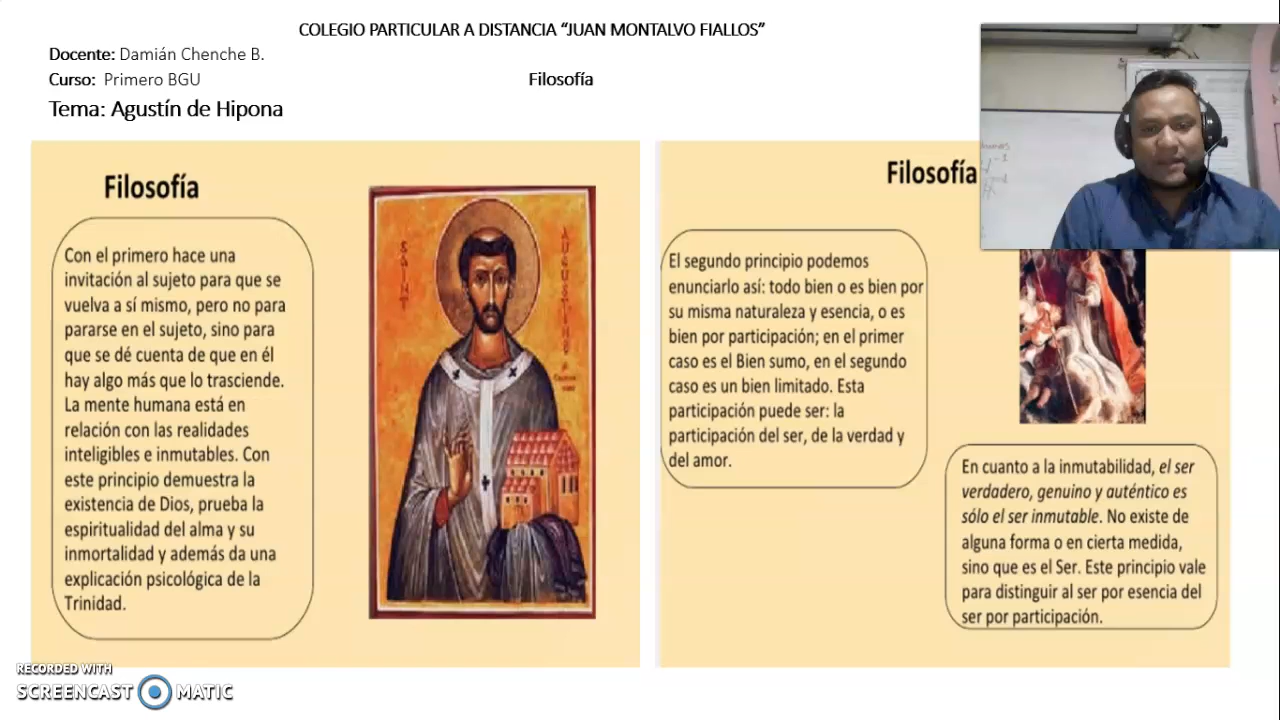 COLEGIO PARTICULAR A DISTANCIA “JUAN MONTALVO FIALLOS”
Docente: Damián Chenche B.
Curso: Primero BGU
Filosofía
Tema: Agustín de Hipona
Filosofía
Con el primero hace una
invitación al sujeto para que se
vuelva a sí mismo, pero no para
pararse en el sujeto, sino para
que se dé cuenta de que en él
hay algo más que lo trasciende.
La mente humana está en
relación con las realidades
inteligibles e inmutables. Con
este principio demuestra la
existencia de Dios, prueba la
espiritualidad del alma y su
inmortalidad y además da una
explicación psicológica de la
Trinidad.
SAINT
AUGUSTINE
Filosofía
El segundo principio podemos
enunciarlo así: todo bien o es bien por
su misma naturaleza y esencia, o es
bien por participación; en el primer
caso es el Bien sumo, en el segundo
caso es un bien limitado. Esta
participación puede ser: la
participación del ser, de la verdad y
del amor.
En cuanto a la inmutabilidad, el ser
verdadero, genuino y auténtico es
sólo el ser inmutable. No existe de
alguna forma o en cierta medida,
sino que es el Ser. Este principio vale
para distinguir al ser por esencia del
ser por participación.
RECORDED WITH
SCREENCAST MATIC